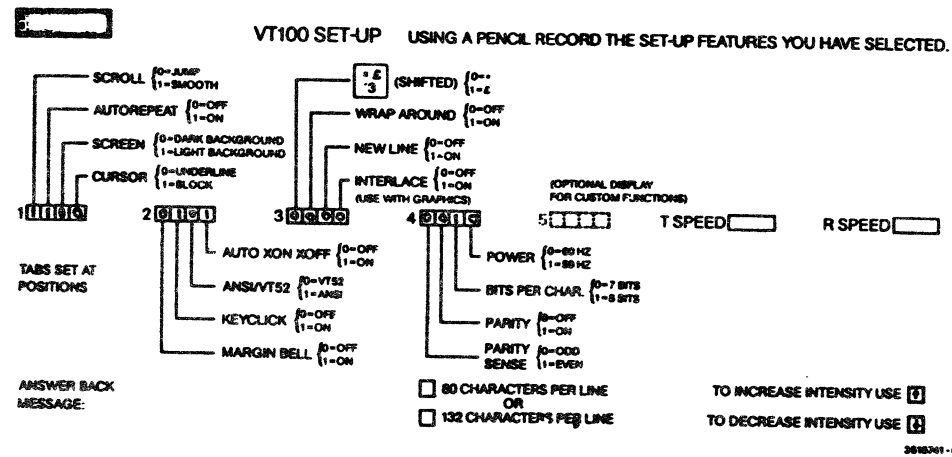 VT100 SET-UP USING A PENCIL RECORD THE SET-UP FEATURES YOU HAVE SELECTED.
SCROLL 0=JUMP
1=SMOOTH
AUTOREPEAT 0=OFF
1=ON
SCREEN 0=DARK BACKGROUND
1=LIGHT BACKGROUND
CURSOR 0=UNDERLINE
1=BLOCK
£
3 (SHIFTED) 0=
1=£
WRAP AROUND 0=OFF
1=ON
NEW LINE 0=OFF
1=ON
INTERLACE 0=OFF
1=ON
(USE WITH GRAPHICS)
(OPTIONAL DISPLAY
FOR CUSTOM FUNCTIONS)
1 2 3 4 5 T SPEED R SPEED
TABS SET AT
POSITIONS
AUTO XON XOFF 0=OFF
1=ON
ANSI/VT52 0=VT52
1=ANSI
KEYCLICK 0=OFF
1=ON
MARGIN BELL 0=OFF
1=ON
POWER 0=60 HZ
1=50 HZ
BITS PER CHAR. 0=7 BITS
1=8 BITS
PARITY 0=OFF
1=ON
PARITY
SENSE 0=ODD
1=EVEN
ANSWER BACK
MESSAGE:
80 CHARACTERS PER LINE
OR
132 CHARACTERS PER LINE
TO INCREASE INTENSITY USE
TO DECREASE INTENSITY USE